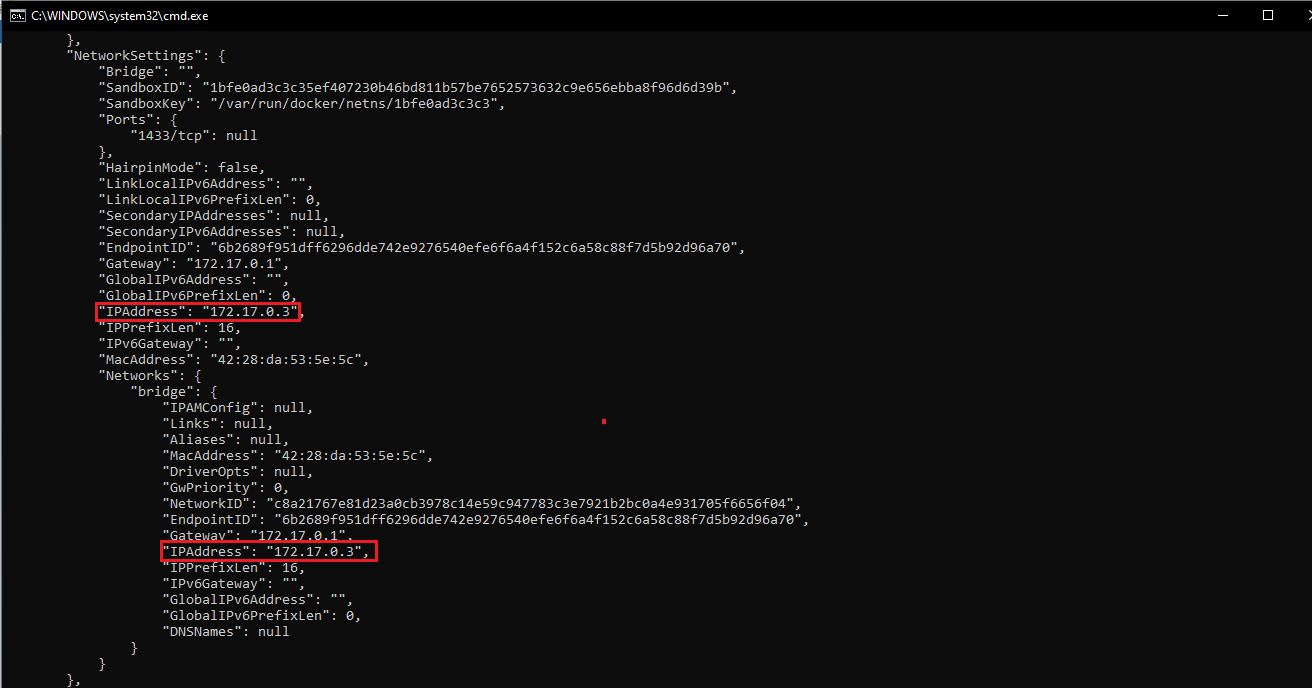 C:\WINDOWS\system32\cmd.exe
},
"NetworkSettings": {
"Bridge": "",
"SandboxID": "1bfe0ad3c3c35ef407230b46bd811b57be7652573632c9e656ebba8f96d6d39b",
"SandboxKey": "/var/run/docker/netns/1bfe0ad3c3c3",
"Ports": {
"1433/tcp": null
},
"HairpinMode": false,
"LinkLocalIPv6Address": "",
"LinkLocalIPv6PrefixLen": 0,
"SecondaryIPAddresses": null,
"SecondaryIPv6Addresses": null,
"EndpointID": "6b2689f951dff6296dde742e9276540efe6f6a4f152c6a58c88f7d5b92d96a70",
"Gateway": "172.17.0.1",
"GlobalIPv6Address": "",
"GlobalIPv6PrefixLen": 0,
"IPAddress": "172.17.0.3",
"IPPrefixLen": 16,
"IPv6Gateway": "",
"MacAddress": "42:28:da:53:5e:5c",
"Networks": {
"bridge": {
"IPAMConfig": null,
"Links": null,
"Aliases": null,
"MacAddress": "42:28:da:53:5e:5c",
"DriverOpts": null,
"GwPriority": 0,
"NetworkID": "c8a21767e81d23a0cb3978c14e59c947783c3e7921b2bc0a4e931705f6656f04",
"EndpointID": "6b2689f951dff6296dde742e9276540efe6f6a4f152c6a58c88f7d5b92d96a70",
"Gateway": "172.17.0.1",
"IPAddress": "172.17.0.3",
"IPPrefixLen": 16,
"IPv6Gateway": "",
"GlobalIPv6Address": "",
"GlobalIPv6PrefixLen": 0,
"DNSNames": null
}
}
},